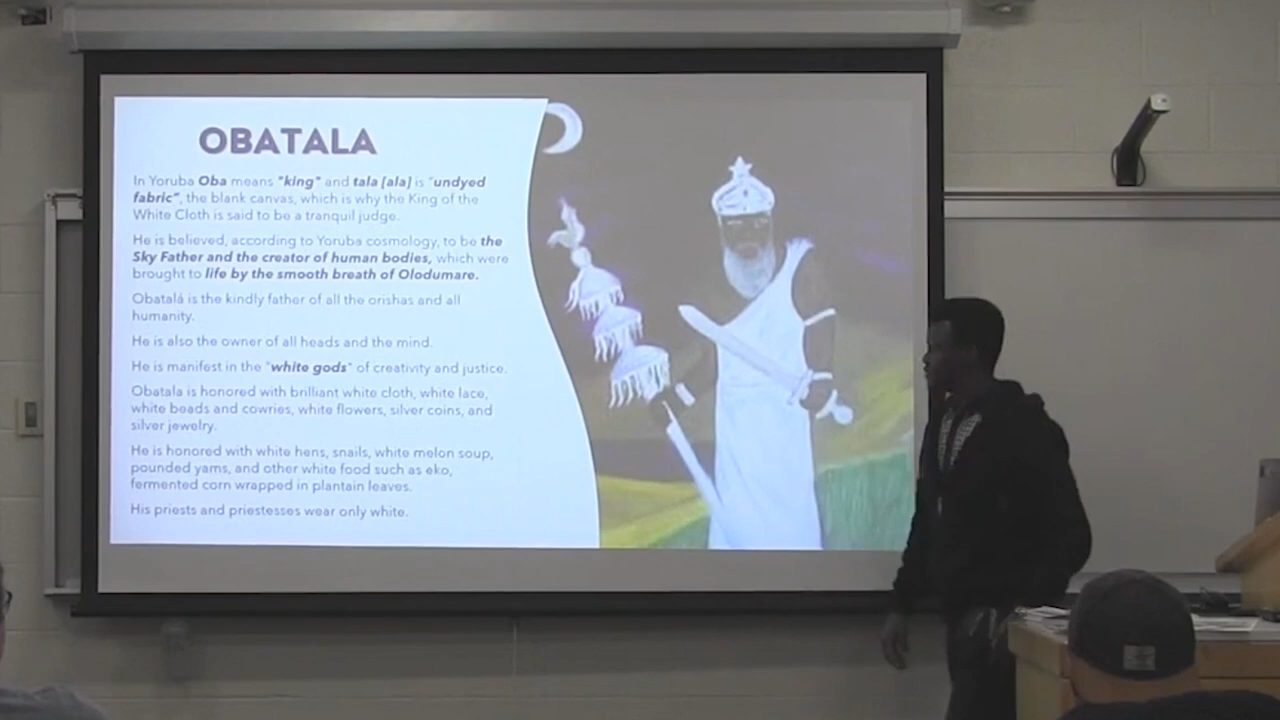 OBATALA
In Yoruba Oba means "king" and tala [ala] is "undyed
fabric", the blank canvas, which is why the King of the
White Cloth is said to be a tranquil judge.
He is believed, according to Yoruba cosmology, to be the
Sky Father and the creator of human bodies, which were
brought to life by the smooth breath of Olodumare.
Obatalá is the kindly father of all the orishas and all
humanity.
He is also the owner of all heads and the mind.
He is manifest in the "white gods" of creativity and justice.
Obatala is honored with brilliant white cloth, white lace,
white beads and cowries, white flowers, silver coins, and
silver jewelry.
He is honored with white hens, snails, white melon soup,
pounded yams, and other white food such as eko,
fermented corn wrapped in plantain leaves.
His priests and priestesses wear only white.